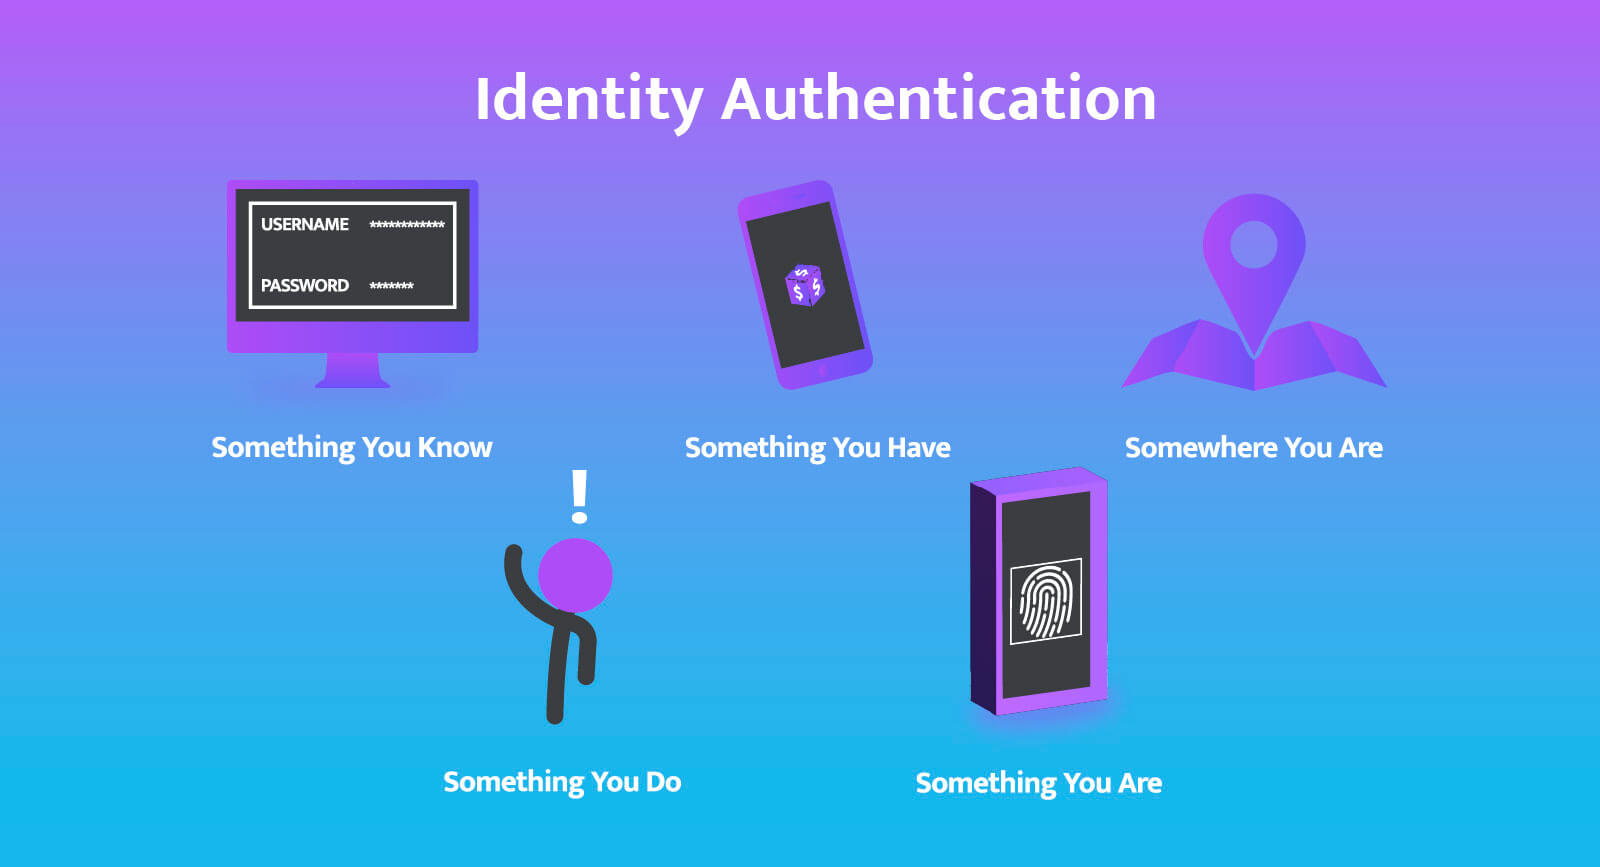 Identity Authentication
USERNAME ************
PASSWORD *******
$ $ $
Something You Know
Something You Have
Somewhere You Are
!
Something You Do
Something You Are